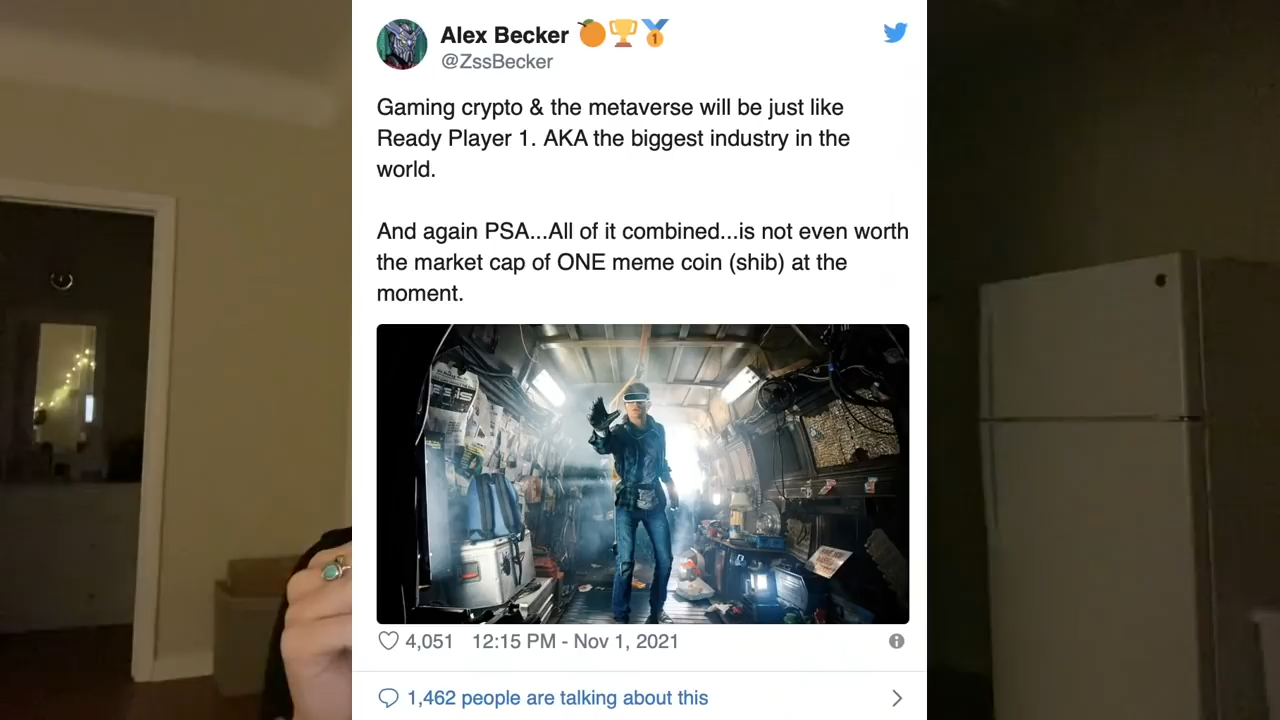 Alex Becker 🍊🏆🥇
@ZssBecker
Gaming crypto & the metaverse will be just like
Ready Player 1. AKA the biggest industry in the
world.
And again PSA...All of it combined...is not even worth
the market cap of ONE meme coin (shib) at the
moment.
4,051 12:15 PM - Nov 1, 2021
1,462 people are talking about this